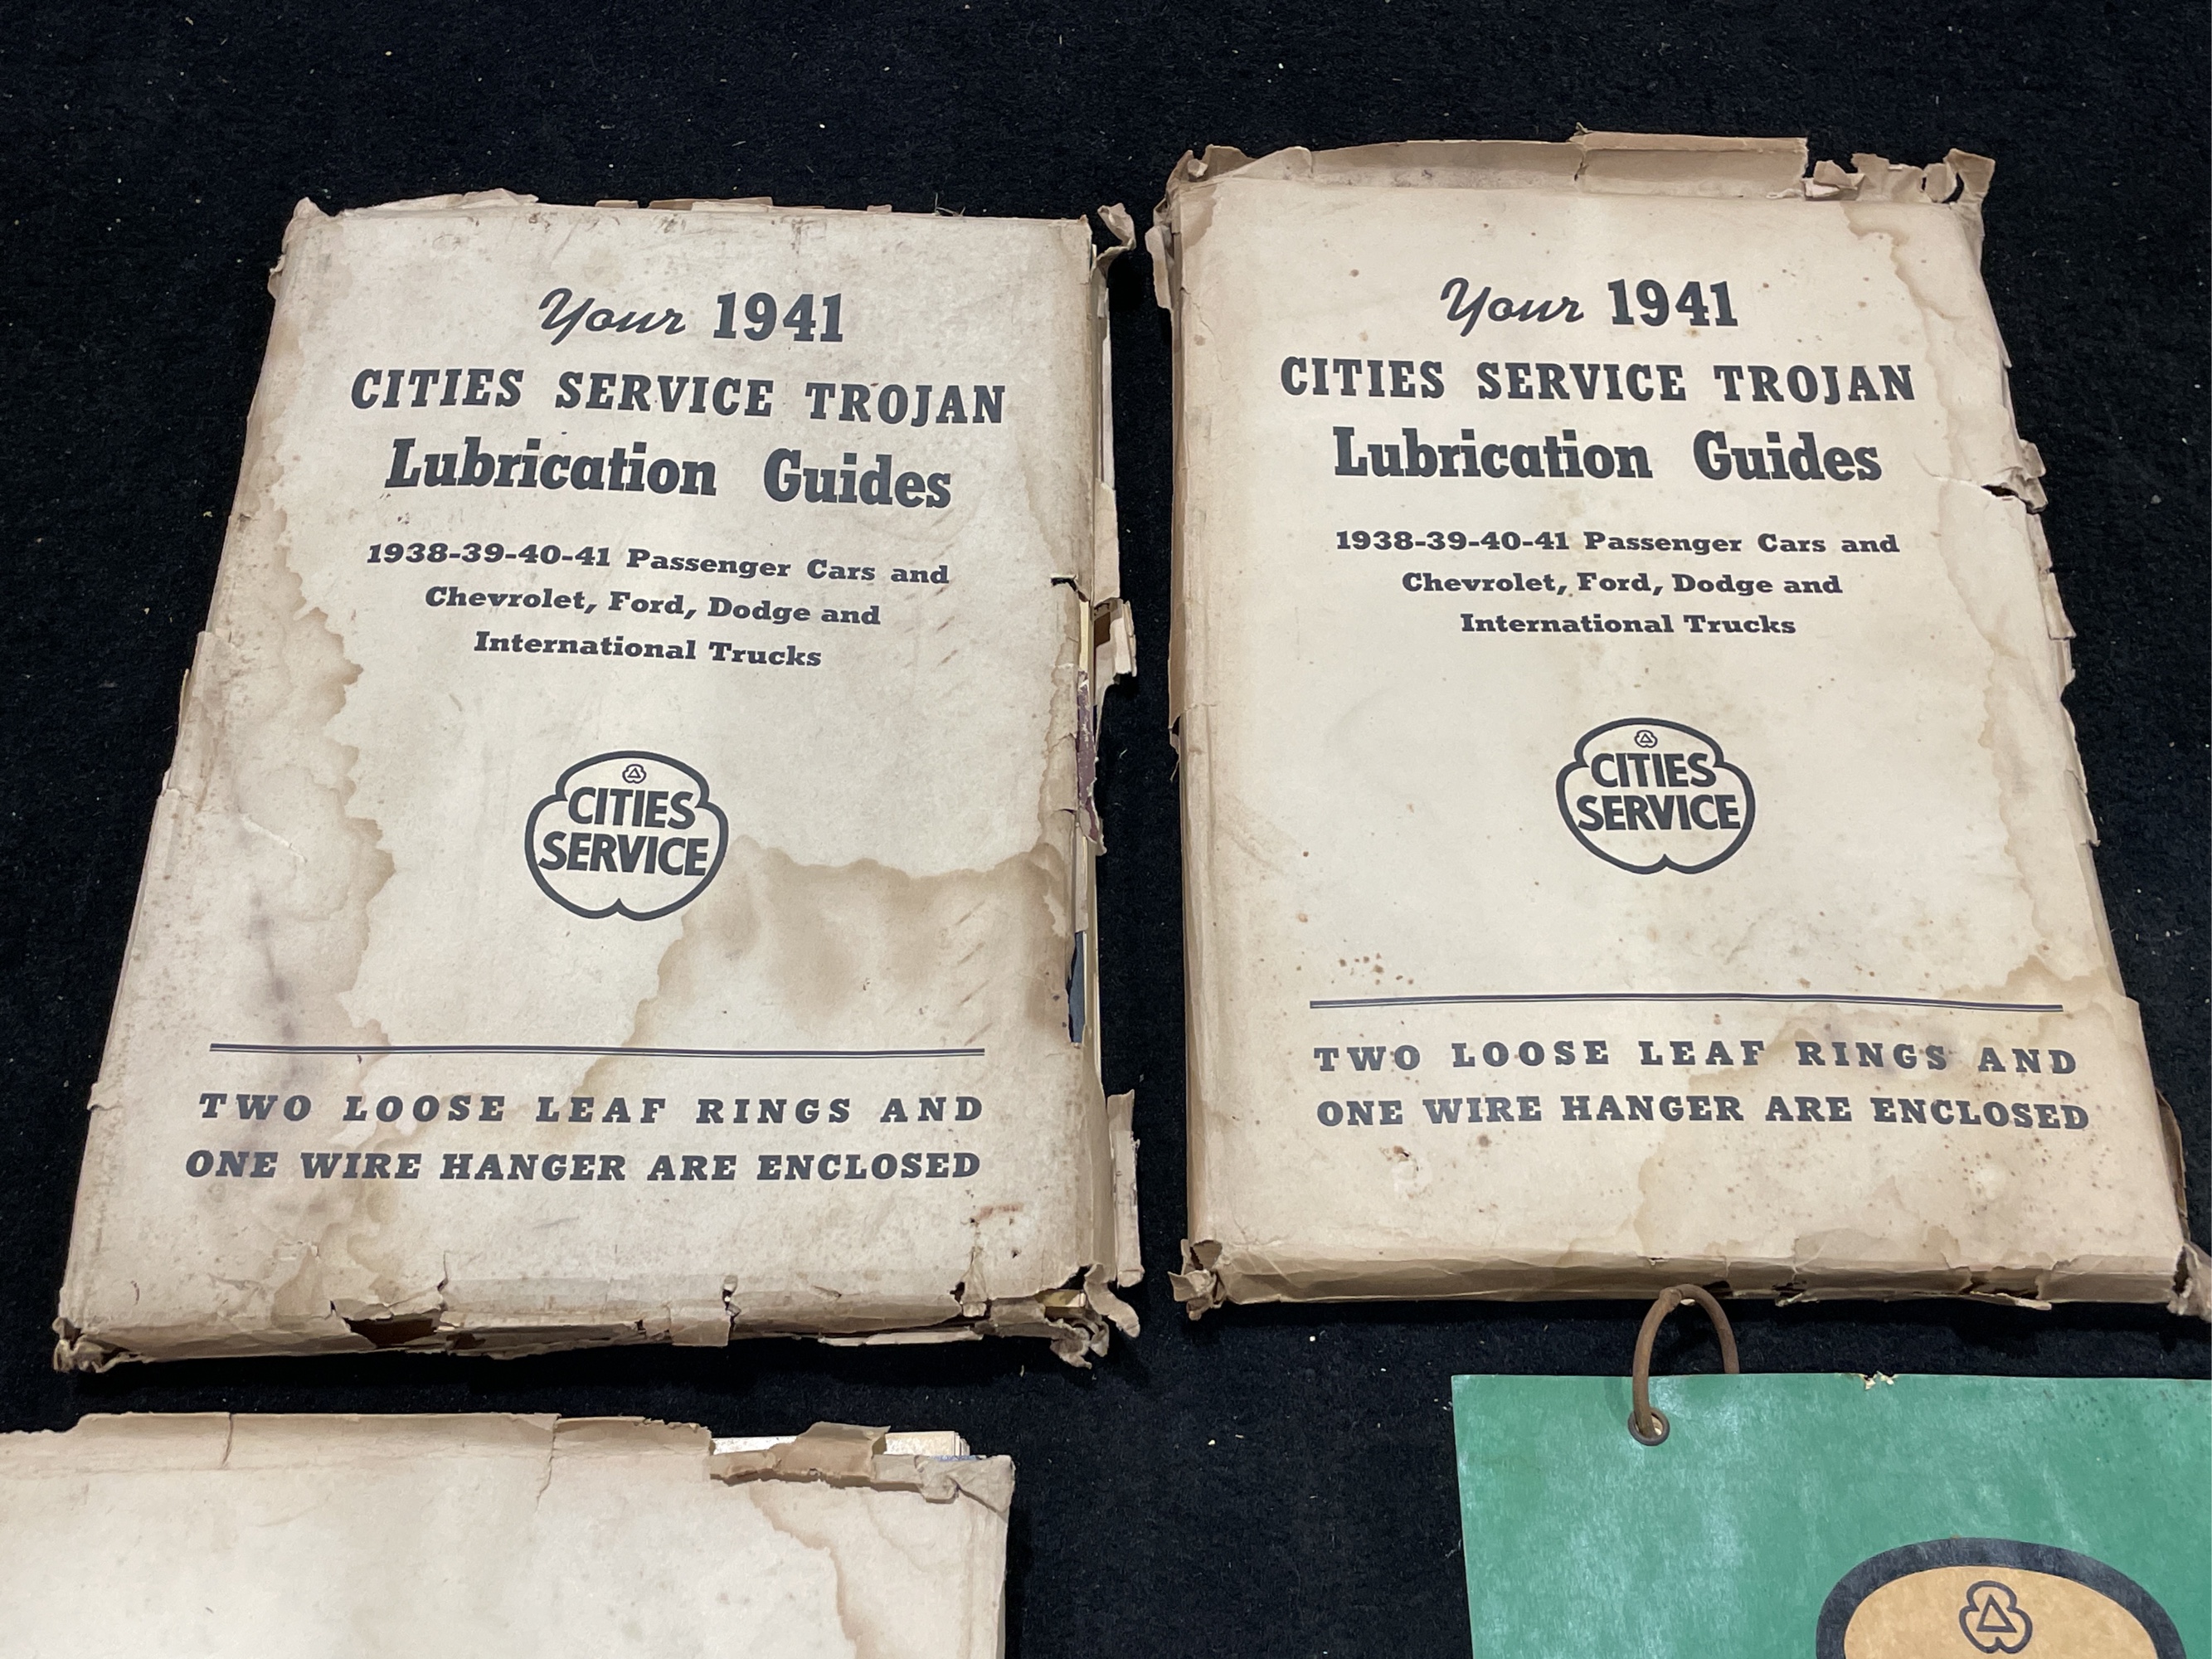 Your 1941
CITIES SERVICE TROJAN
Lubrication Guides
1938-39-40-41 Passenger Cars and
Chevrolet, Ford, Dodge and
International Trucks
CITIES
SERVICE
TWO LOOSE LEAF RINGS AND
ONE WIRE HANGER ARE ENCLOSED
Your 1941
CITIES SERVICE TROJAN
Lubrication Guides
1938-39-40-41 Passenger Cars and
Chevrolet, Ford, Dodge and
International Trucks
CITIES
SERVICE
TWO LOOSE LEAF RINGS AND
ONE WIRE HANGER ARE ENCLOSED